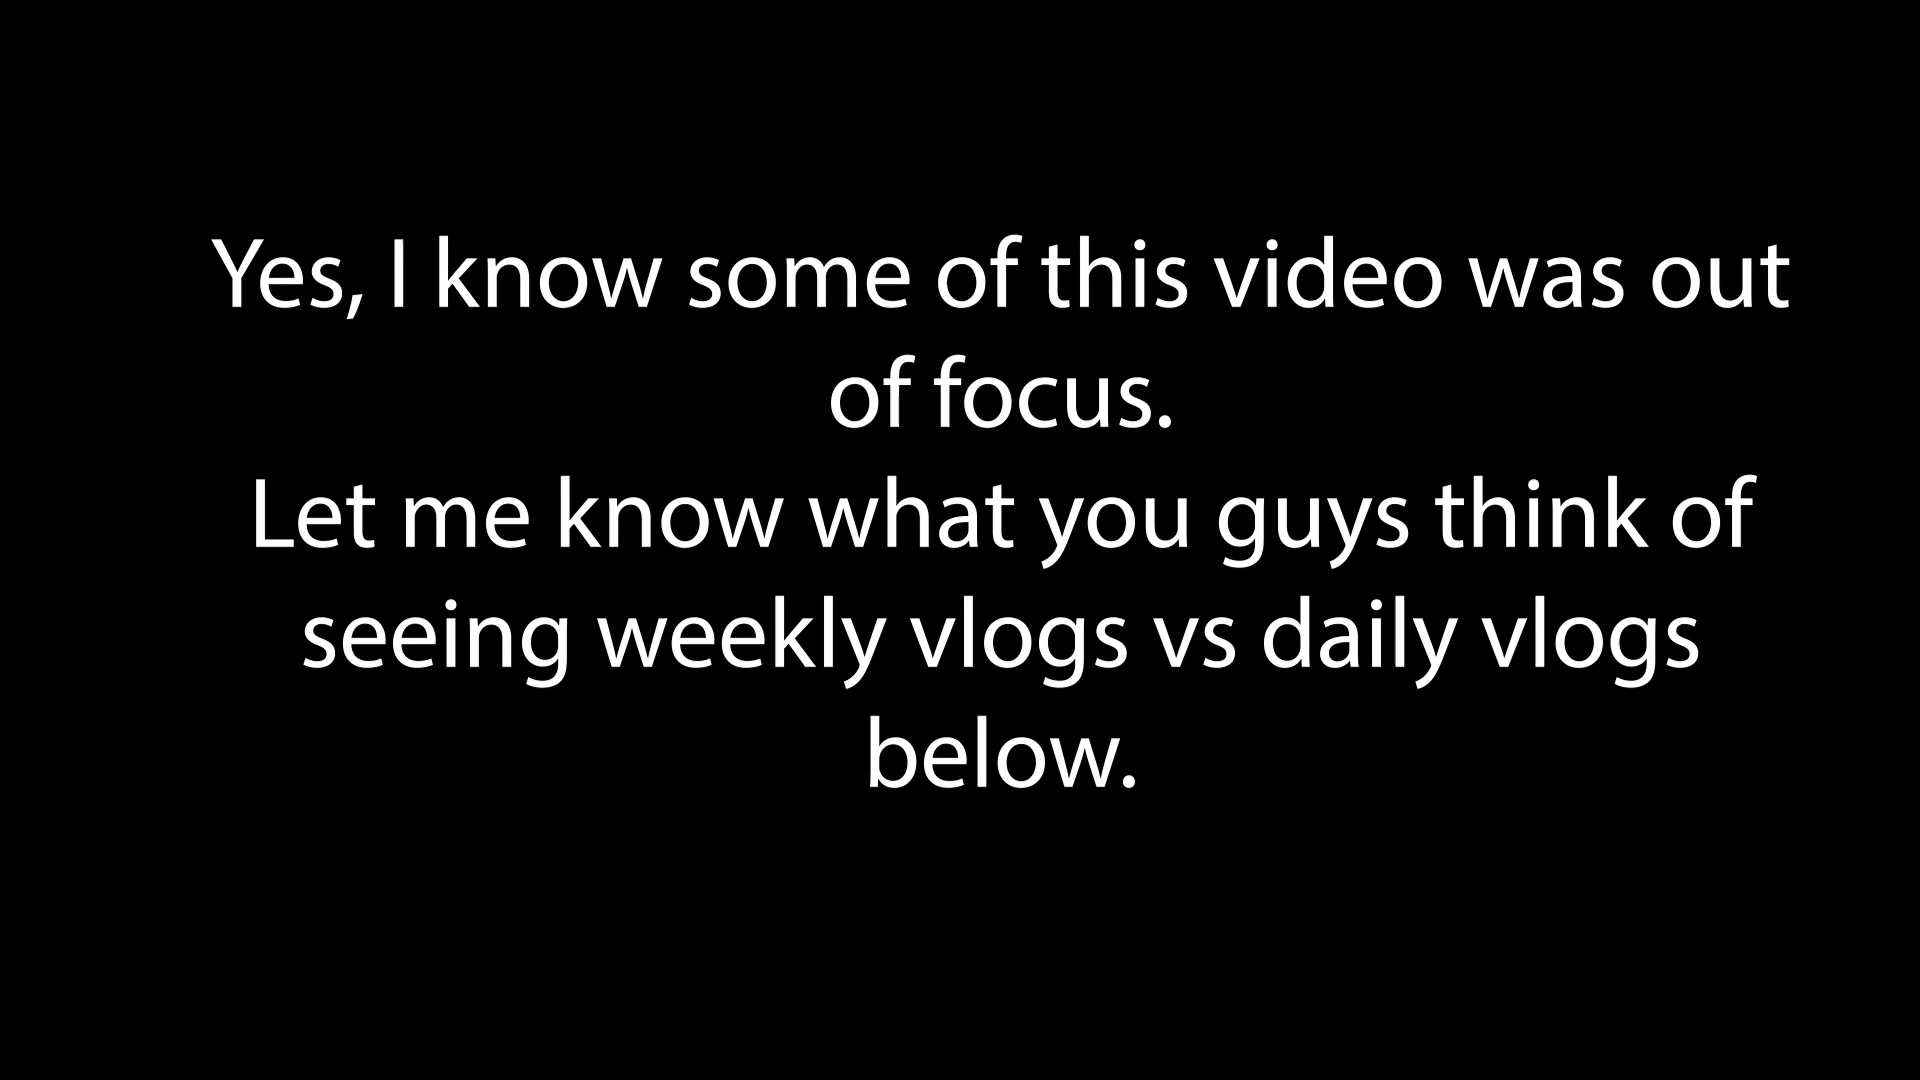 Yes, I know some of this video was out
of focus.
Let me know what you guys think of
seeing weekly vlogs vs daily vlogs
below.